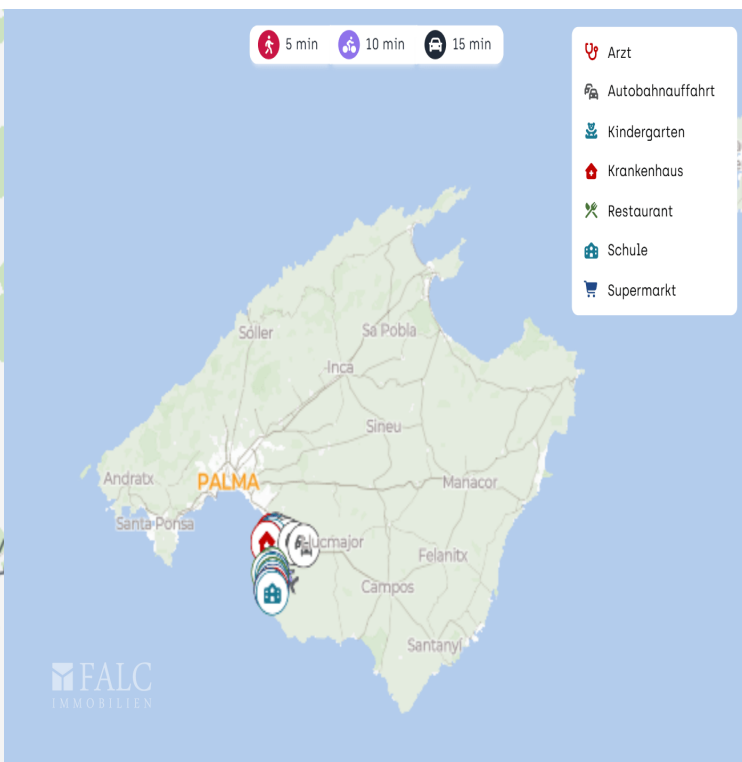 5 min
10 min
15 min
Arzt
Autobahnauffahrt
Kindergarten
Krankenhaus
Restaurant
Schule
Supermarkt
Sóller
Sa Pobla
Inca
Sineu
Andratx
PALMA
Manacor
Santa Ponsa
lucmajor
Felanitx
Campos
Santanyí
FALC
IMMOBILIEN